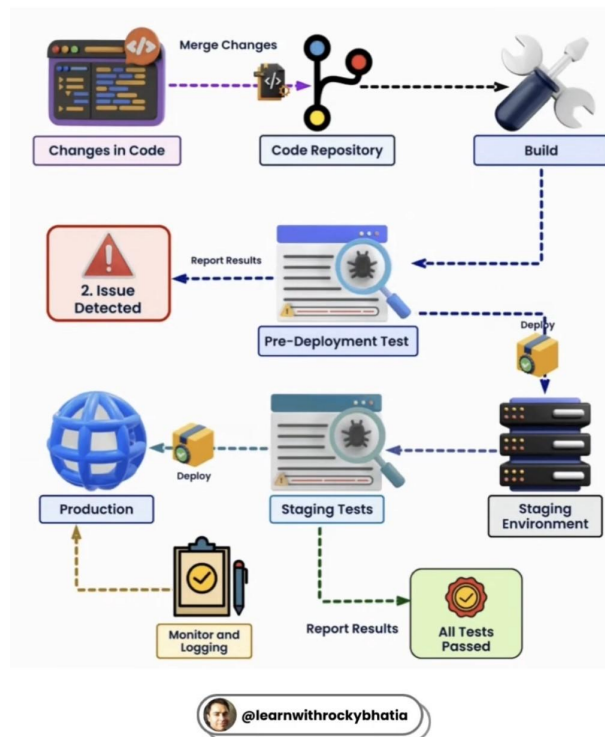 Merge Changes
Changes in Code
Code Repository
Build
Report Results
2. Issue
Detected
Pre-Deployment Test
Deploy
Production
Deploy
Staging Tests
Staging
Environment
Monitor and
Logging
Report Results
All Tests
Passed
@learnwithrockybhatia